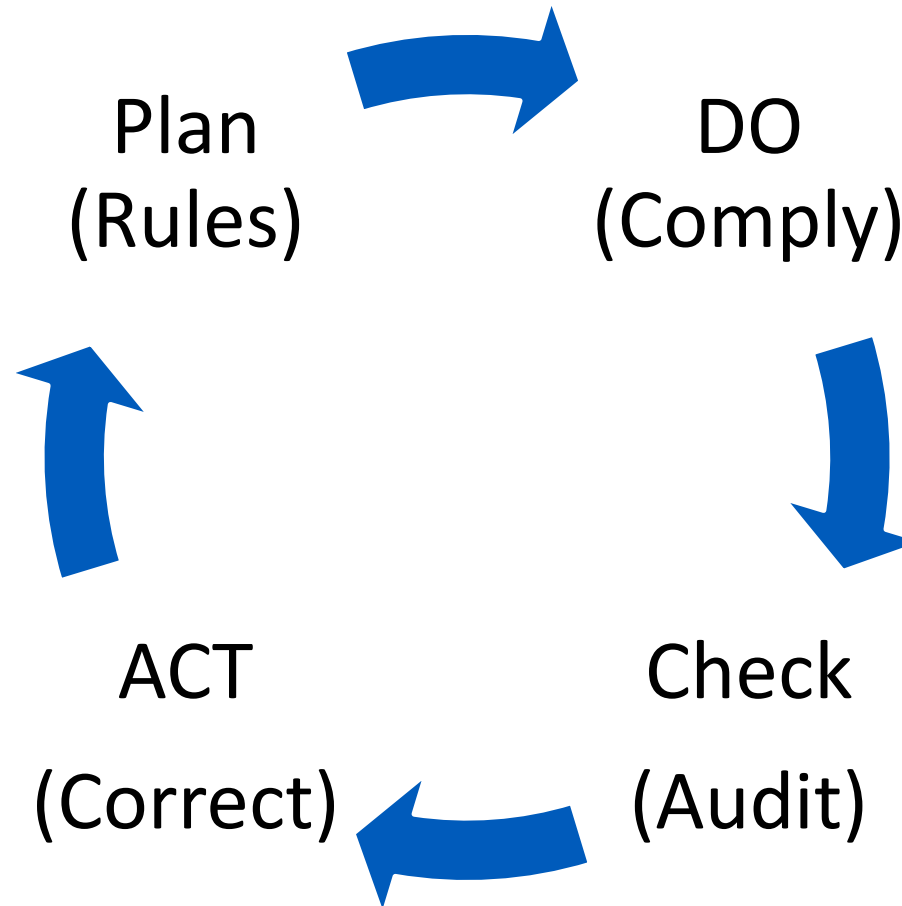 Plan
(Rules)
DO
(Comply)
Check
(Audit)
ACT
(Correct)